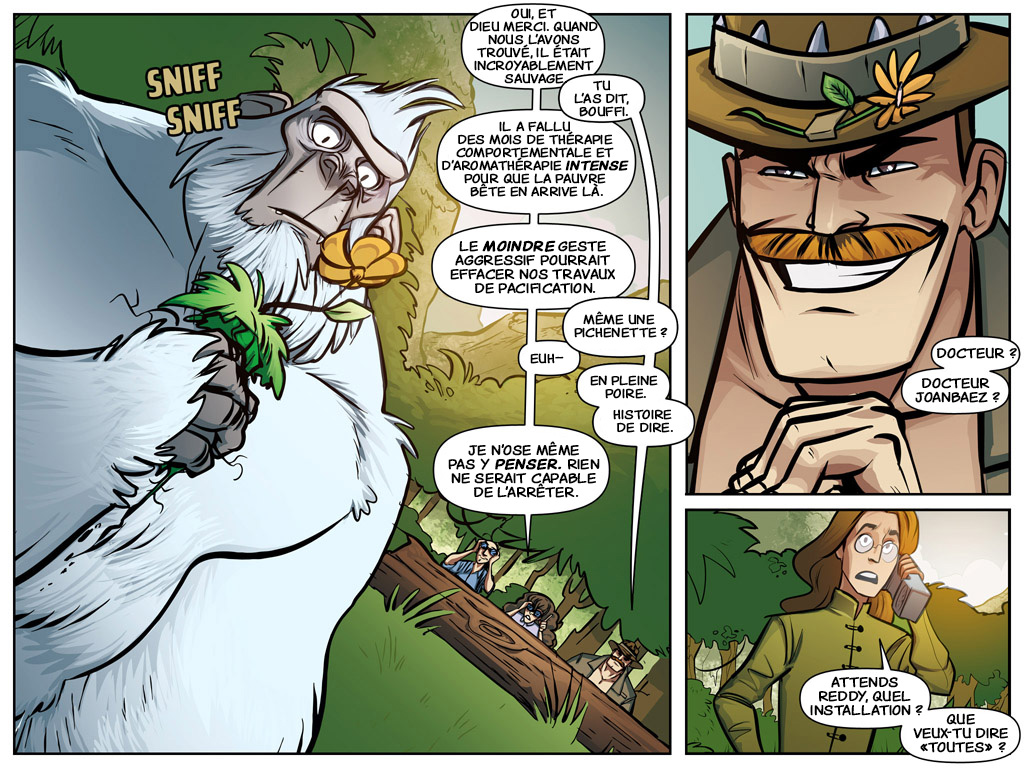 SNIFF
SNIFF
OUI, ET
DIEU MERCI. QUAND
NOUS L'AVONS
TROUVÉ, IL ÉTAIT
INCROYABLEMENT
SAUVAGE.
TU
L'AS DIT,
BOUFFI.
IL A FALLU
DES MOIS DE THÉRAPIE
COMPORTEMENTALE ET
D'AROMATHÉRAPIE INTENSE
POUR QUE LA PAUVRE
BÊTE EN ARRIVE LÀ.
LE MOINDRE GESTE
AGGRESSIF POURRAIT
EFFACER NOS TRAVAUX
DE PACIFICATION.
MÊME UNE
PICHENETTE ?
EUH–
EN PLEINE
POIRE.
HISTOIRE
DE DIRE.
JE N'OSE MÊME
PAS Y PENSER. RIEN
NE SERAIT CAPABLE
DE L'ARRÊTER.
DOCTEUR ?
DOCTEUR
JOANBAEZ ?
ATTENDS
REDDY, QUEL
INSTALLATION ?
QUE
VEUX-TU DIRE
«TOUTES» ?